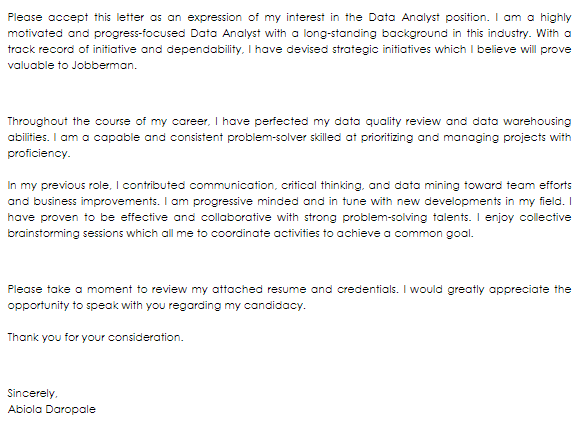 Please accept this letter as an expression of my interest in the Data Analyst position. I am a highly
motivated and progress-focused Data Analyst with a long-standing background in this industry. With a
track record of initiative and dependability, I have devised strategic initiatives which I believe will prove
valuable to Jobberman.
Throughout the course of my career, I have perfected my data quality review and data warehousing
abilities. I am a capable and consistent problem-solver skilled at prioritizing and managing projects with
proficiency.
In my previous role, I contributed communication, critical thinking, and data mining toward team efforts
and business improvements. I am progressive minded and in tune with new developments in my field. I
have proven to be effective and collaborative with strong problem-solving talents. I enjoy collective
brainstorming sessions which all me to coordinate activities to achieve a common goal.
Please take a moment to review my attached resume and credentials. I would greatly appreciate the
opportunity to speak with you regarding my candidacy.
Thank you for your consideration.
Sincerely,
Abiola Daropale